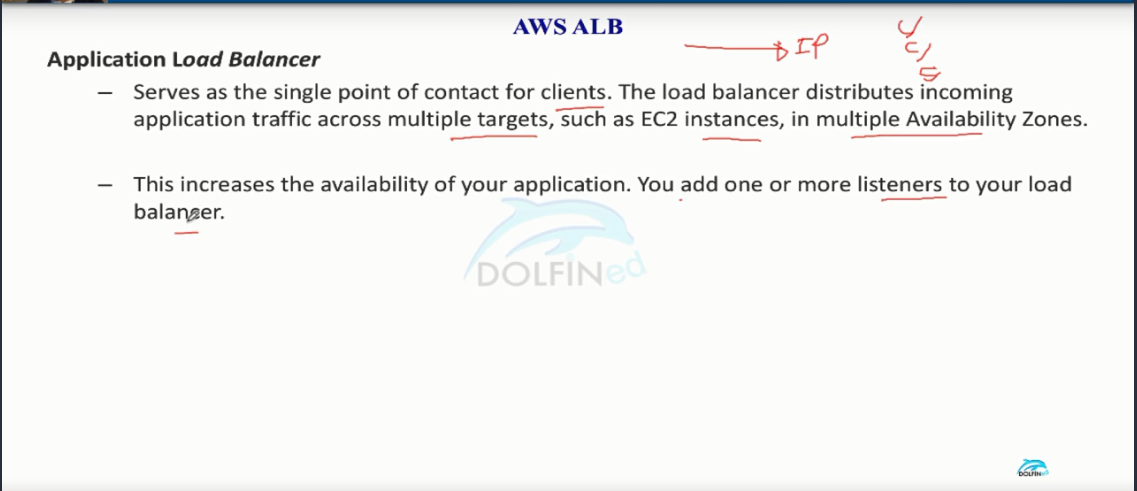 AWS ALB
IP
Application Load Balancer
– Serves as the single point of contact for clients. The load balancer distributes incoming
application traffic across multiple targets, such as EC2 instances, in multiple Availability Zones.
– This increases the availability of your application. You add one or more listeners to your load
balancer.
DOLFINed
DOLFINed